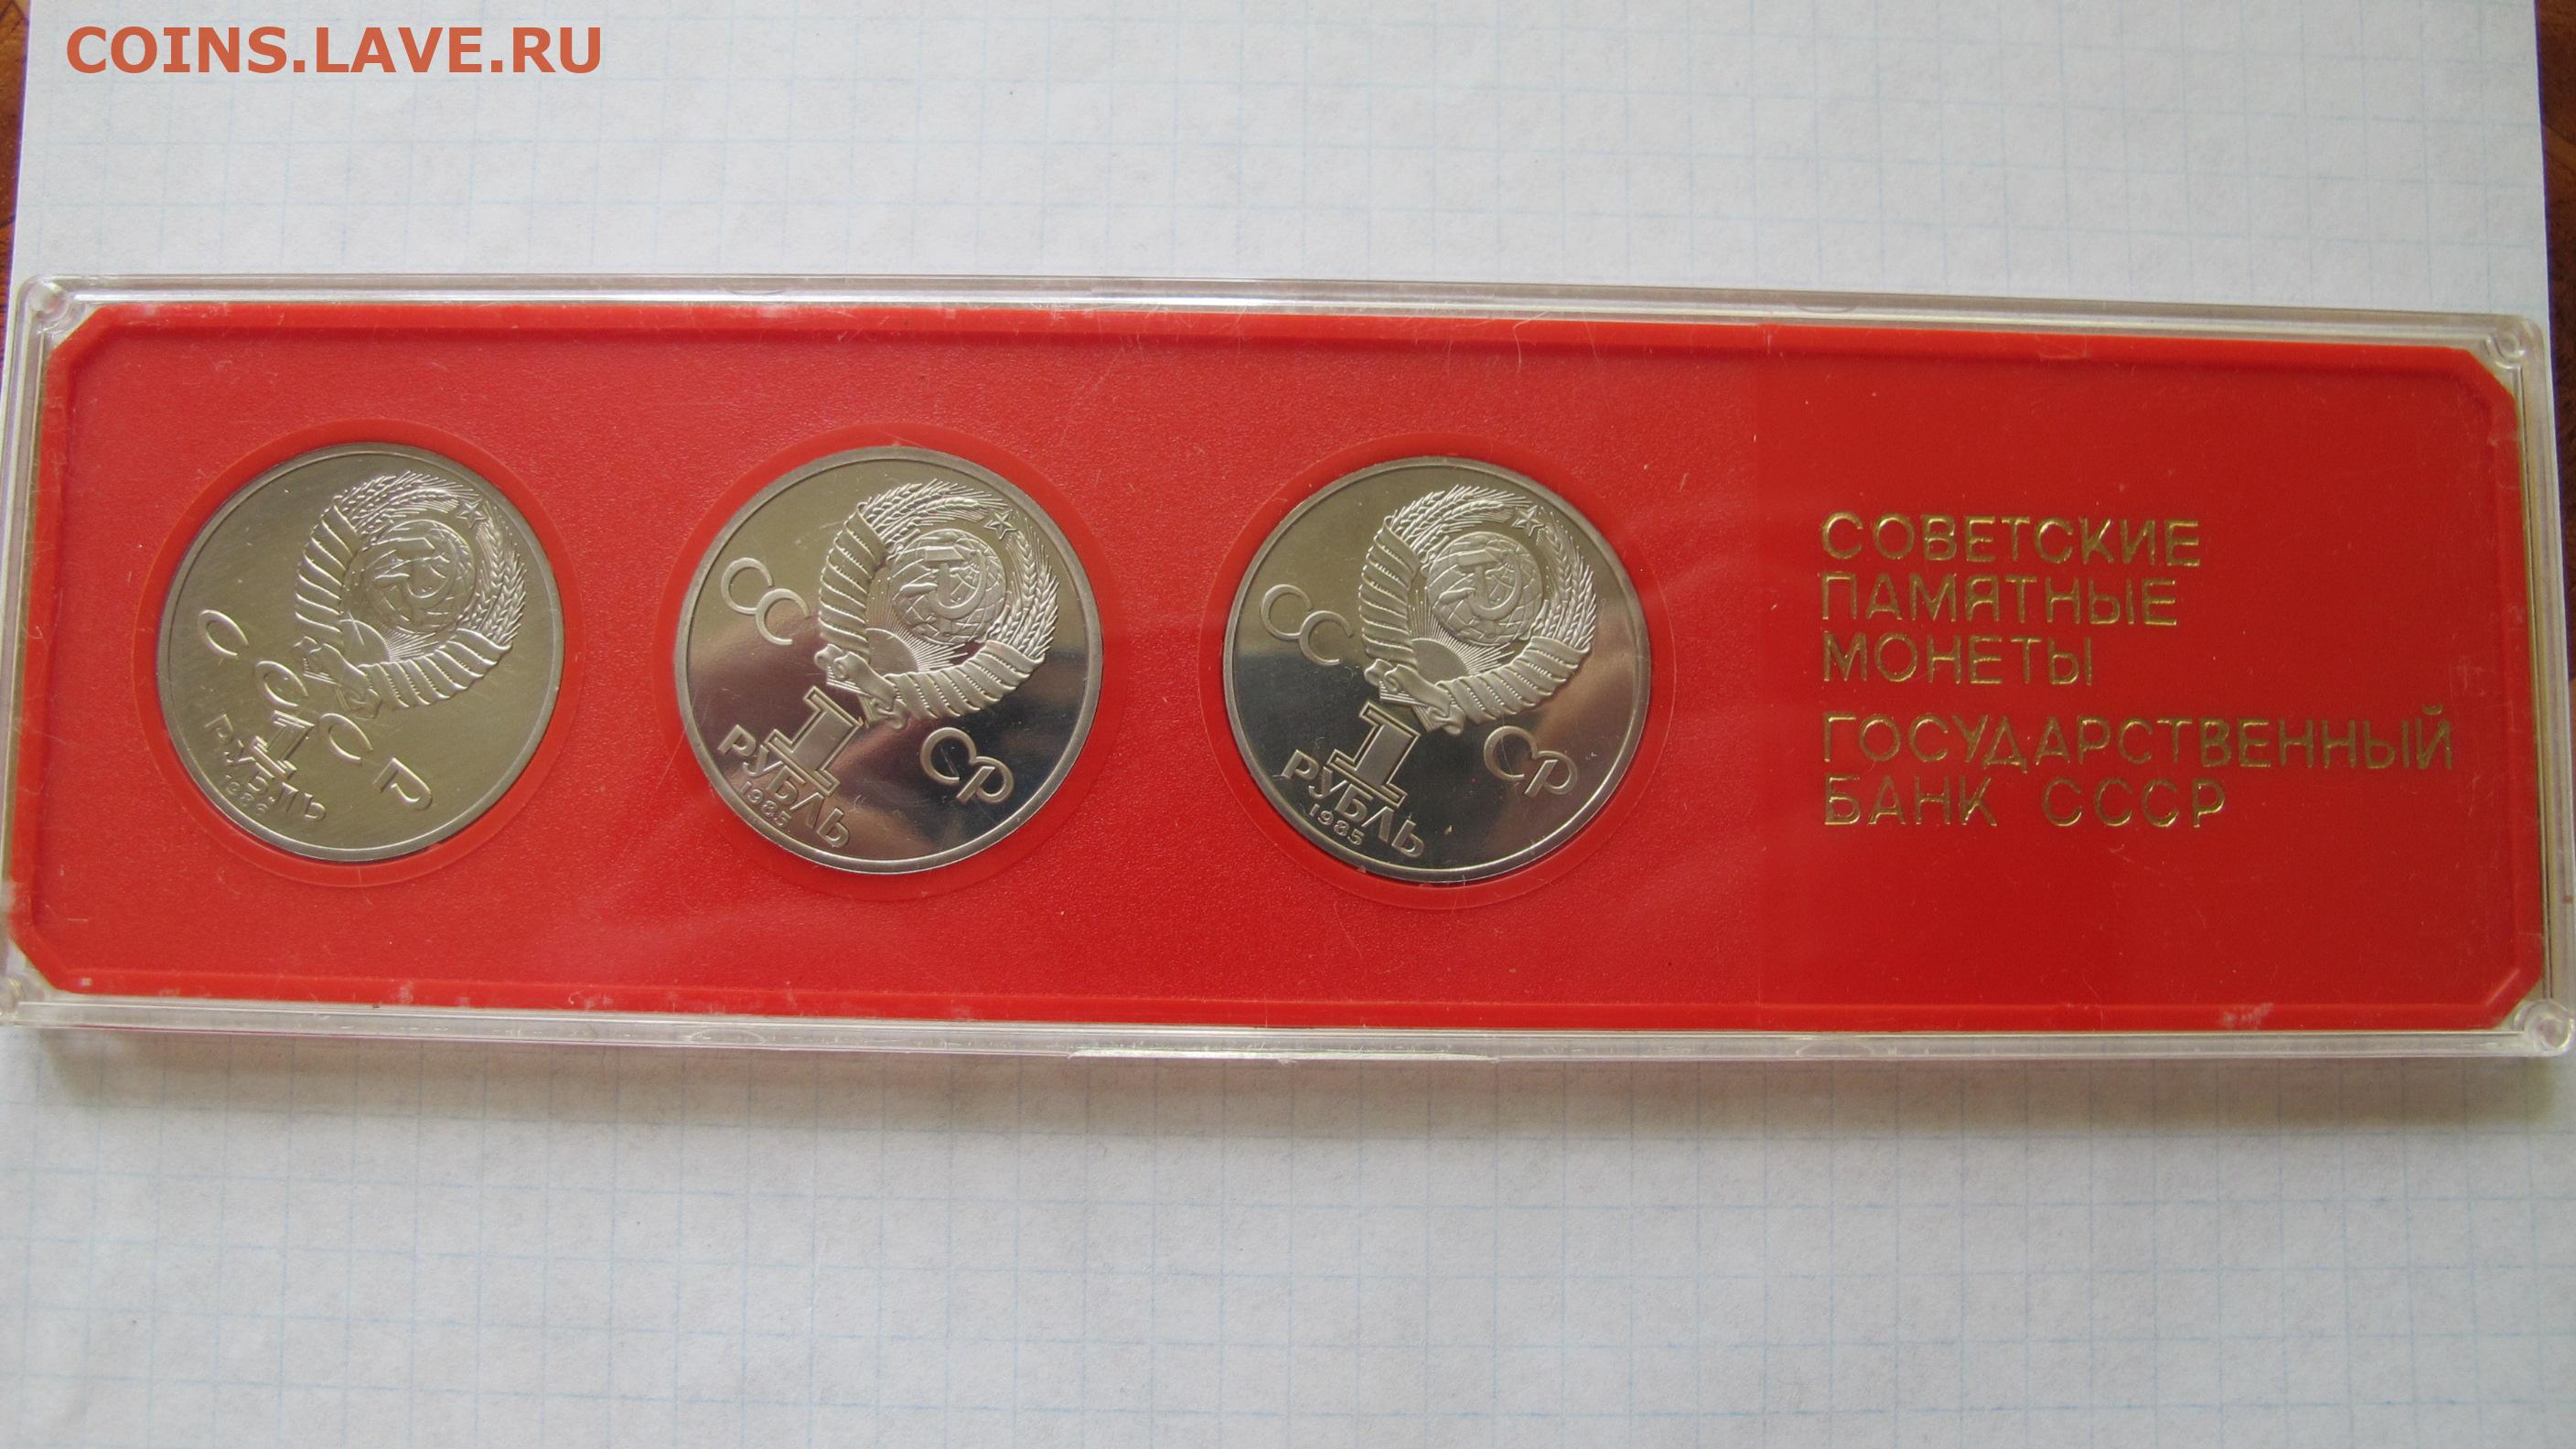 COINS.LAVE.RU
С С С Р
1
РУБЛЬ
1986
СС СР
1
РУБЛЬ
1985
СС СР
1
РУБЛЬ
1985
СОВЕТСКИЕ
ПАМЯТНЫЕ
МОНЕТЫ
ГОСУДАРСТВЕННЫЙ
БАНК СССР